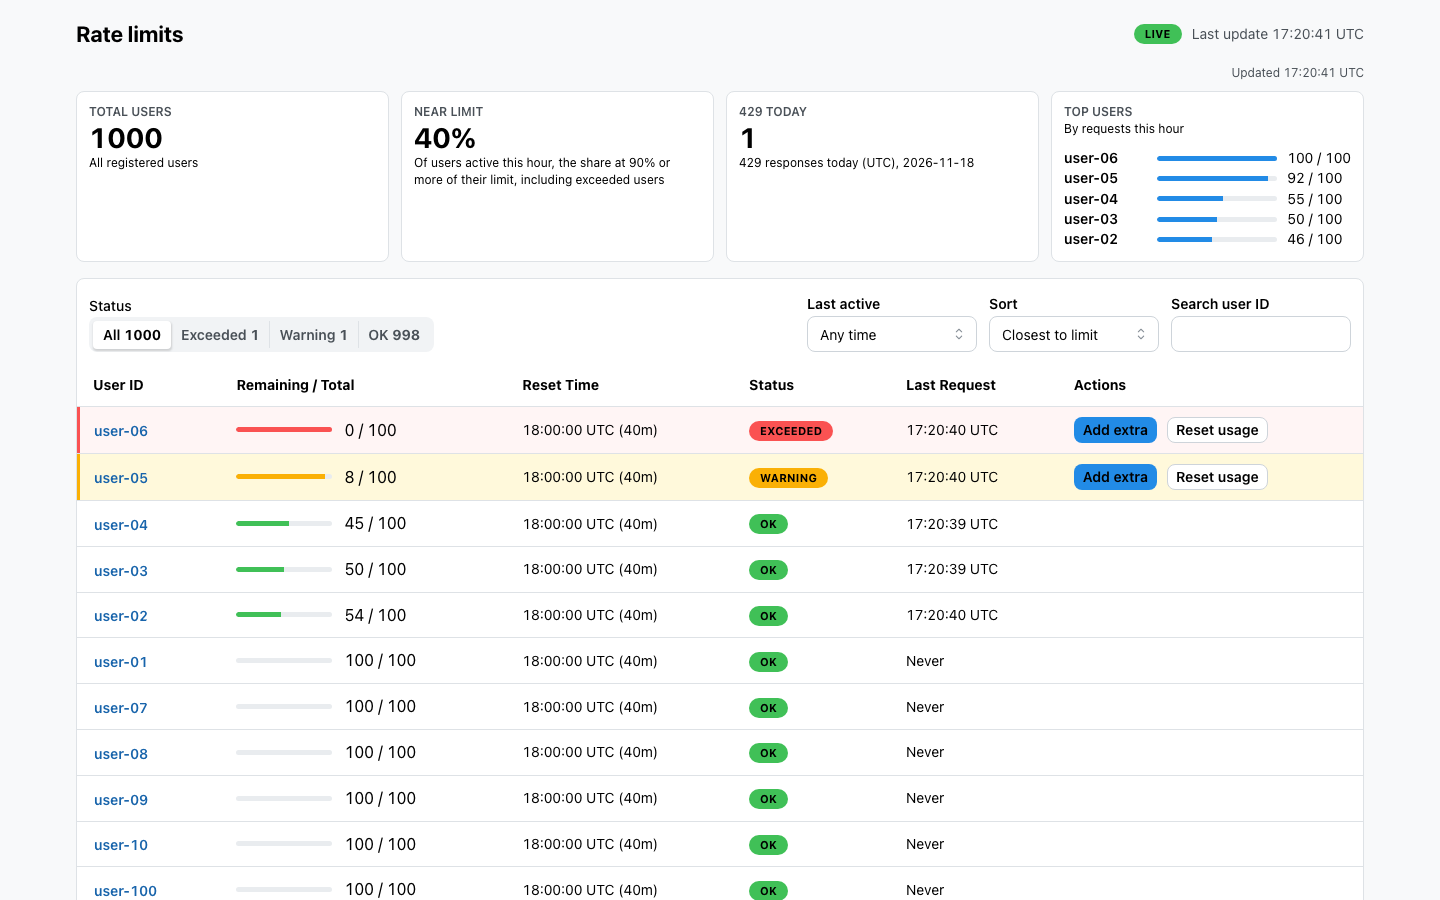 Rate limits
LIVE Last update 17:20:41 UTC
Updated 17:20:41 UTC
TOTAL USERS
1000
All registered users
NEAR LIMIT
40%
Of users active this hour, the share at 90% or
more of their limit, including exceeded users
429 TODAY
1
429 responses today (UTC), 2026-11-18
TOP USERS
By requests this hour
user-06 100 / 100
user-05 92 / 100
user-04 55 / 100
user-03 50 / 100
user-02 46 / 100
Status
All 1000 Exceeded 1 Warning 1 OK 998
Last active
Any time
Sort
Closest to limit
Search user ID
User ID Remaining / Total Reset Time Status Last Request Actions
user-06 0 / 100 18:00:00 UTC (40m) EXCEEDED 17:20:40 UTC Add extra Reset usage
user-05 8 / 100 18:00:00 UTC (40m) WARNING 17:20:40 UTC Add extra Reset usage
user-04 45 / 100 18:00:00 UTC (40m) OK 17:20:39 UTC
user-03 50 / 100 18:00:00 UTC (40m) OK 17:20:39 UTC
user-02 54 / 100 18:00:00 UTC (40m) OK 17:20:40 UTC
user-01 100 / 100 18:00:00 UTC (40m) OK Never
user-07 100 / 100 18:00:00 UTC (40m) OK Never
user-08 100 / 100 18:00:00 UTC (40m) OK Never
user-09 100 / 100 18:00:00 UTC (40m) OK Never
user-10 100 / 100 18:00:00 UTC (40m) OK Never
user-100 100 / 100 18:00:00 UTC (40m) OK Never